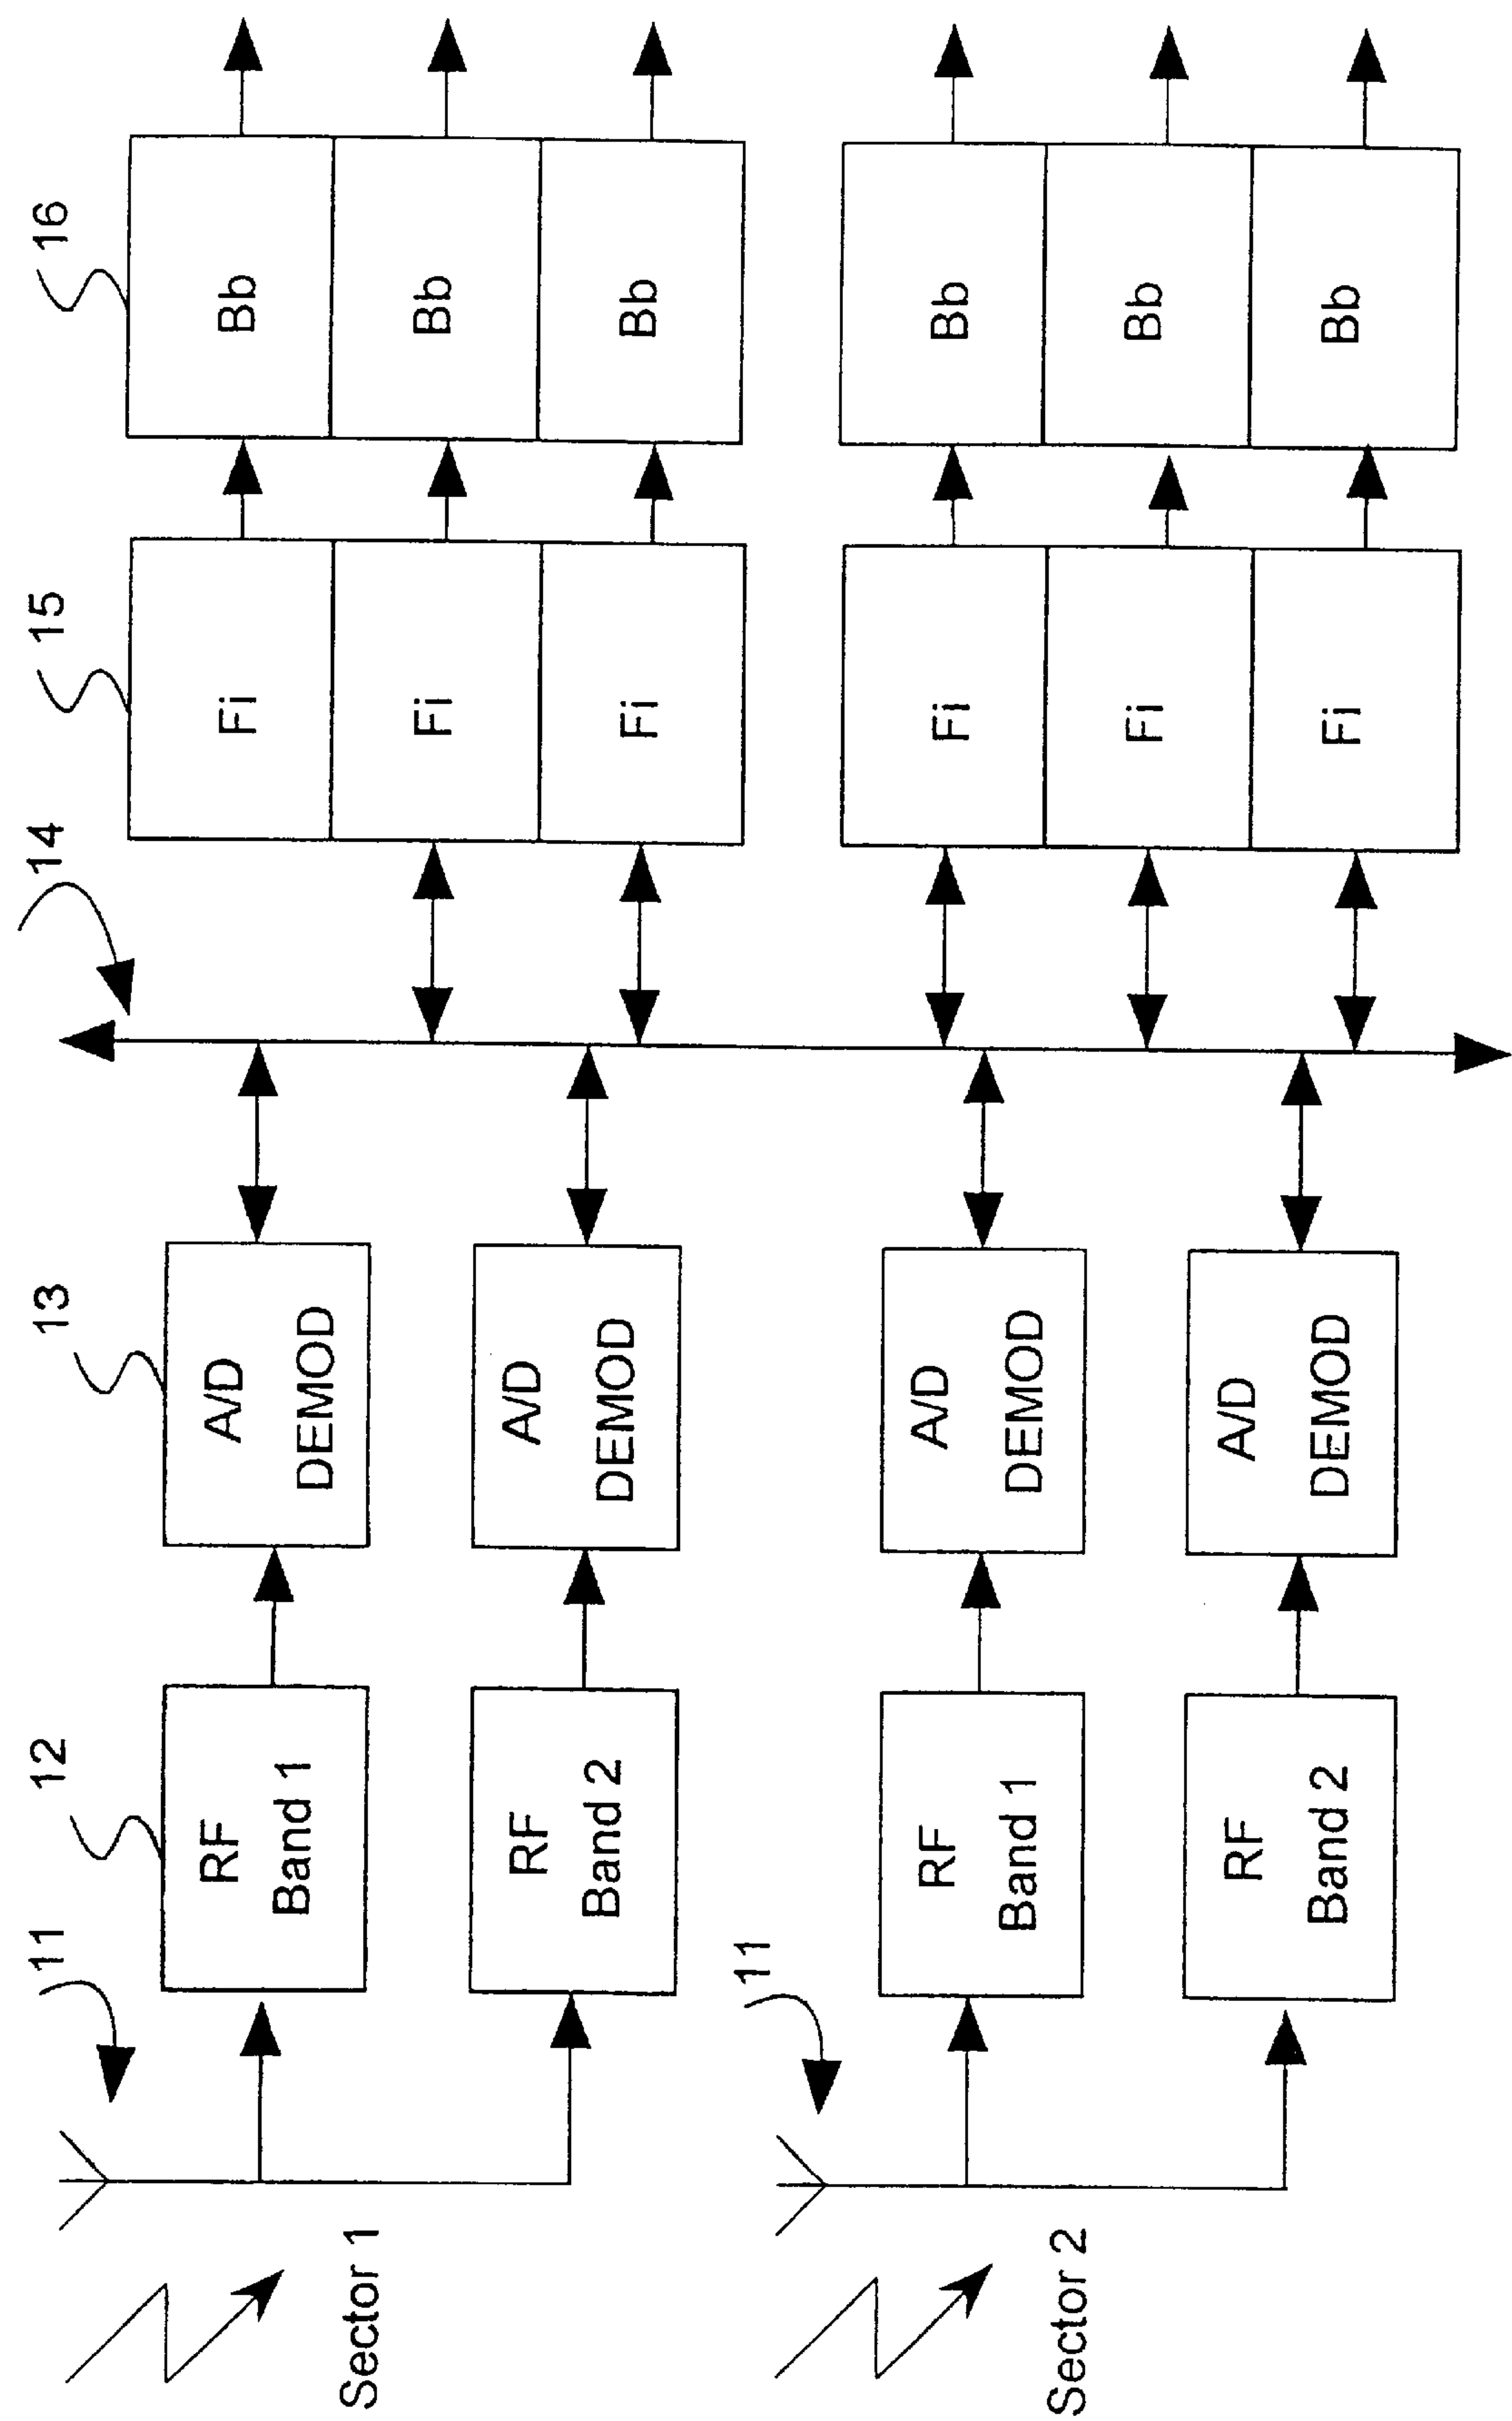 11
12
13
14
15
16
RF
Band 1
A/D
DEMOD
Fi
Bb
Fi
Bb
RF
Band 2
A/D
DEMOD
Fi
Bb
Sector 1
11
RF
Band 1
A/D
DEMOD
Fi
Bb
Fi
Bb
RF
Band 2
A/D
DEMOD
Fi
Bb
Sector 2